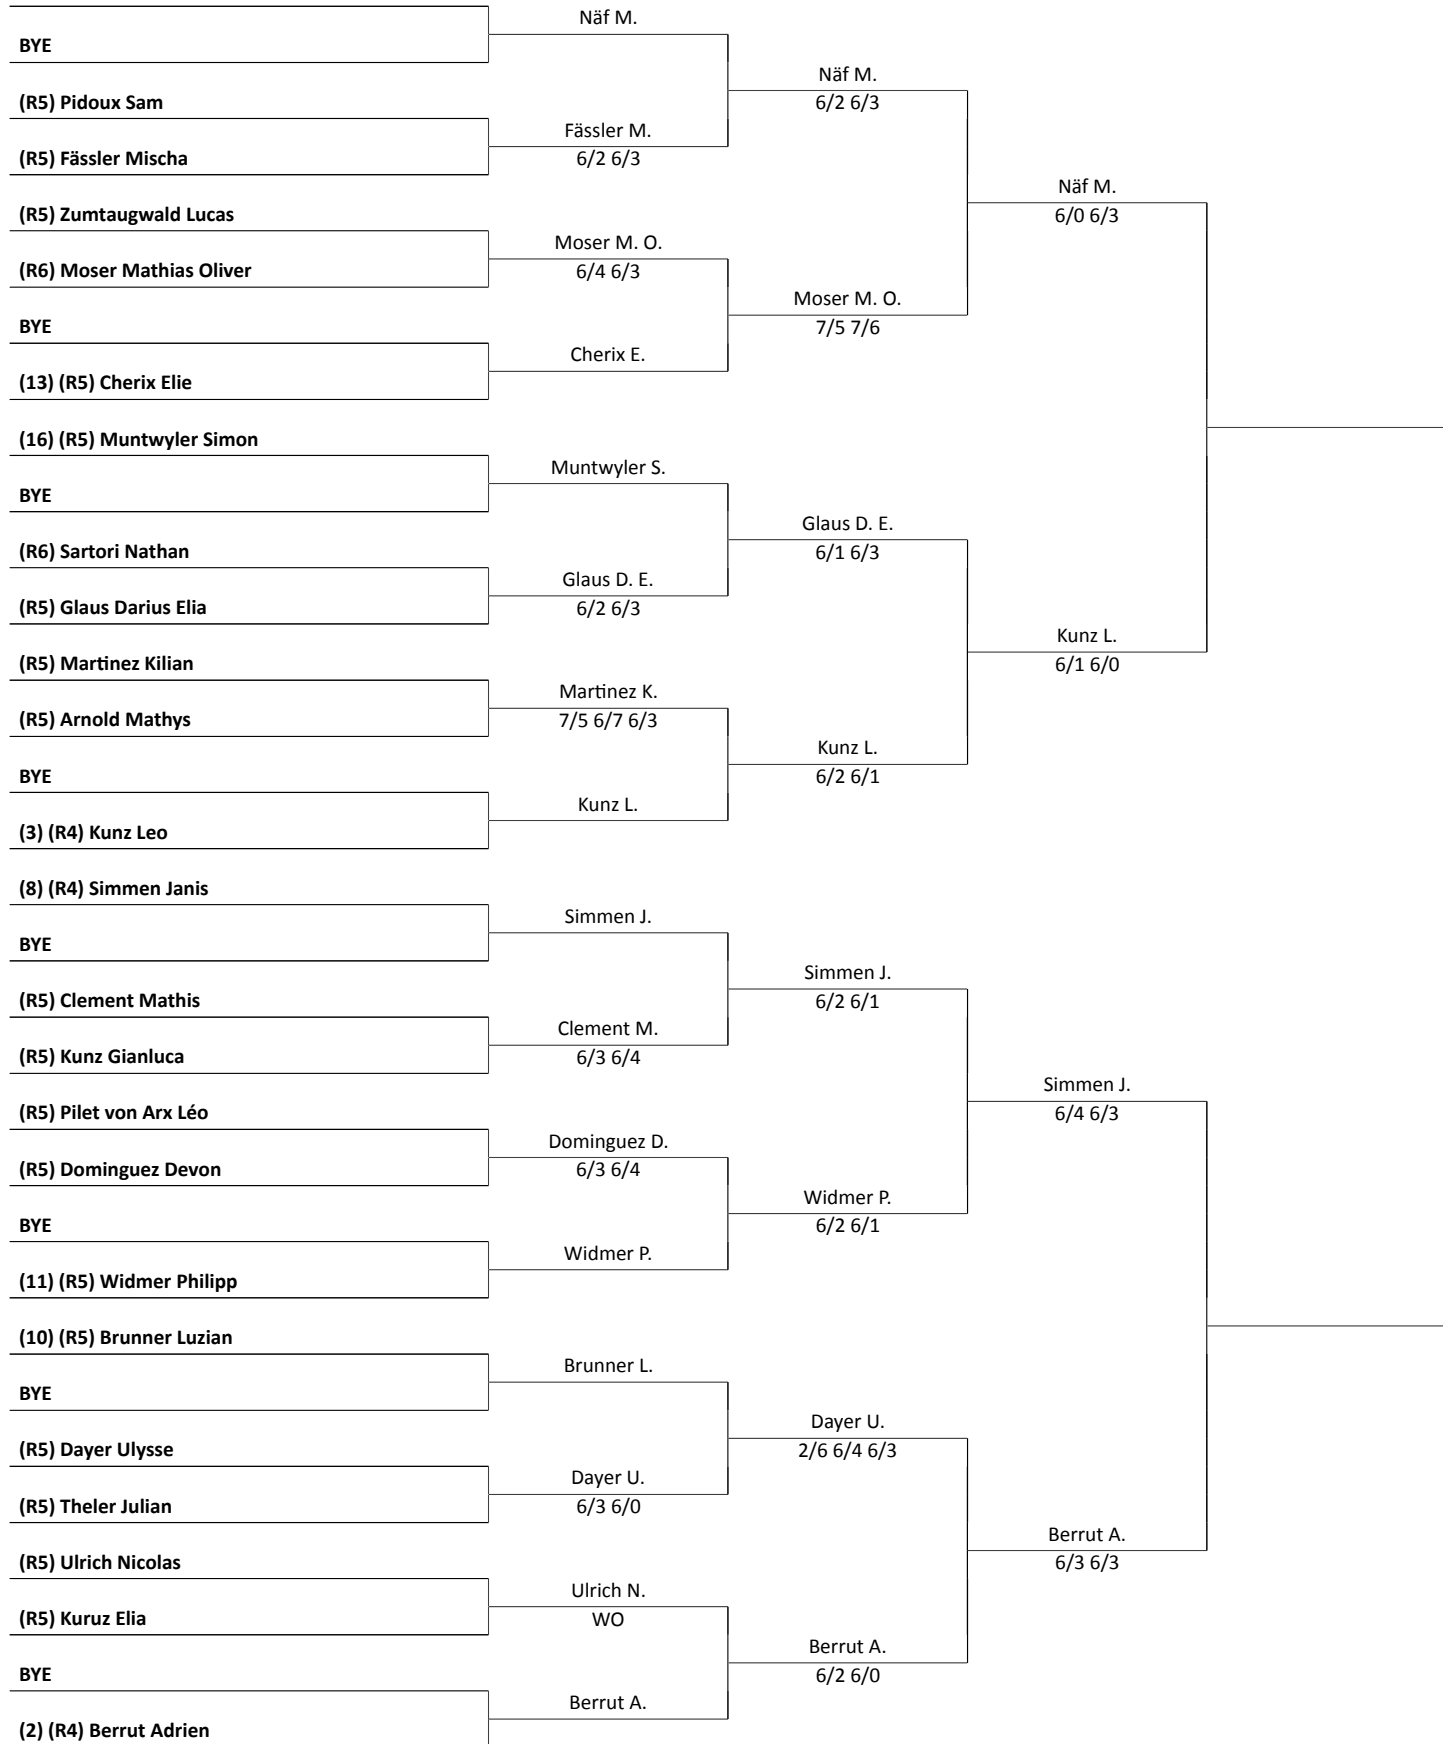 Näf M.
BYE
Näf M.
6/2 6/3
(R5) Pidoux Sam
Fässler M.
6/2 6/3
(R5) Fässler Mischa
Näf M.
6/0 6/3
(R5) Zumtaugwald Lucas
Moser M. O.
6/4 6/3
(R6) Moser Mathias Oliver
Moser M. O.
7/5 7/6
BYE
Cherix E.
(13) (R5) Cherix Elie
(16) (R5) Muntwyler Simon
Muntwyler S.
BYE
Glaus D. E.
6/1 6/3
(R6) Sartori Nathan
Glaus D. E.
6/2 6/3
(R5) Glaus Darius Elia
Kunz L.
6/1 6/0
(R5) Martinez Kilian
Martinez K.
7/5 6/7 6/3
(R5) Arnold Mathys
Kunz L.
6/2 6/1
BYE
Kunz L.
(3) (R4) Kunz Leo
(8) (R4) Simmen Janis
Simmen J.
BYE
Simmen J.
6/2 6/1
(R5) Clement Mathis
Clement M.
6/3 6/4
(R5) Kunz Gianluca
Simmen J.
6/4 6/3
(R5) Pilet von Arx Léo
Dominguez D.
6/3 6/4
(R5) Dominguez Devon
Widmer P.
6/2 6/1
BYE
Widmer P.
(11) (R5) Widmer Philipp
(10) (R5) Brunner Luzian
Brunner L.
BYE
Dayer U.
2/6 6/4 6/3
(R5) Dayer Ulysse
Dayer U.
6/3 6/0
(R5) Theler Julian
Berrut A.
6/3 6/3
(R5) Ulrich Nicolas
Ulrich N.
WO
(R5) Kuruz Elia
Berrut A.
6/2 6/0
BYE
Berrut A.
(2) (R4) Berrut Adrien